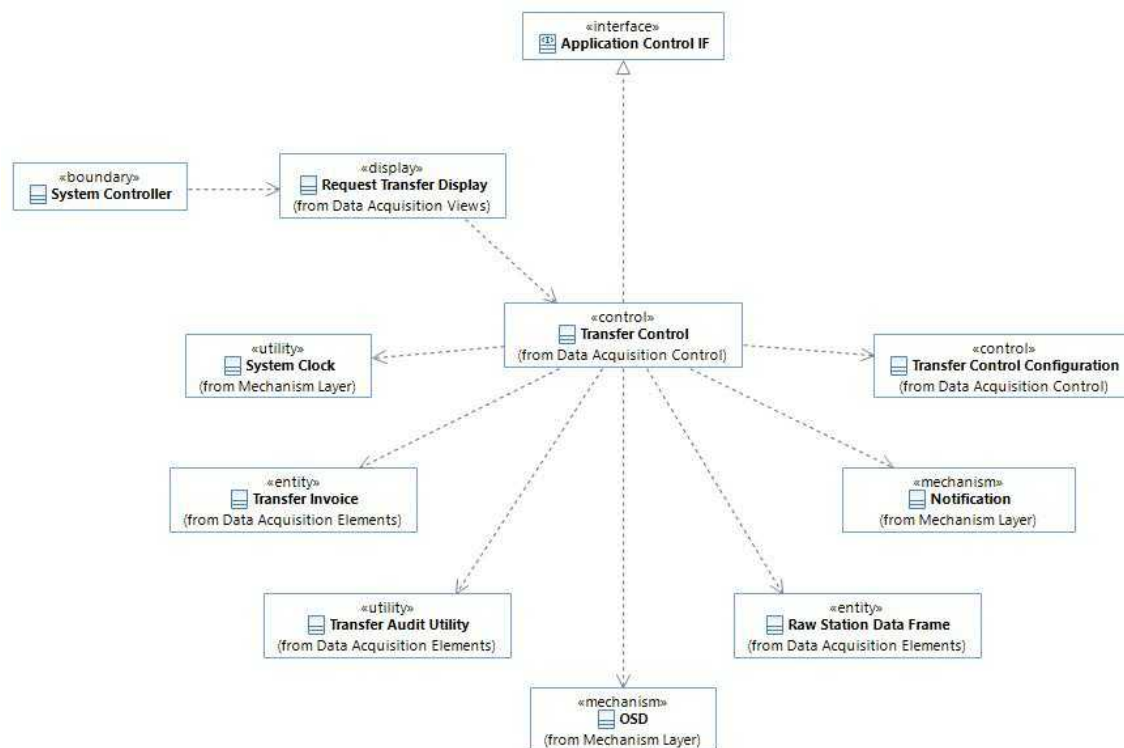 «interface»
Application Control IF
«boundary»
System Controller
«display»
Request Transfer Display
(from Data Acquisition Views)
«control»
Transfer Control
(from Data Acquisition Control)
«utility»
System Clock
(from Mechanism Layer)
«control»
Transfer Control Configuration
(from Data Acquisition Control)
«entity»
Transfer Invoice
(from Data Acquisition Elements)
«mechanism»
Notification
(from Mechanism Layer)
«utility»
Transfer Audit Utility
(from Data Acquisition Elements)
«entity»
Raw Station Data Frame
(from Data Acquisition Elements)
«mechanism»
OSD
(from Mechanism Layer)